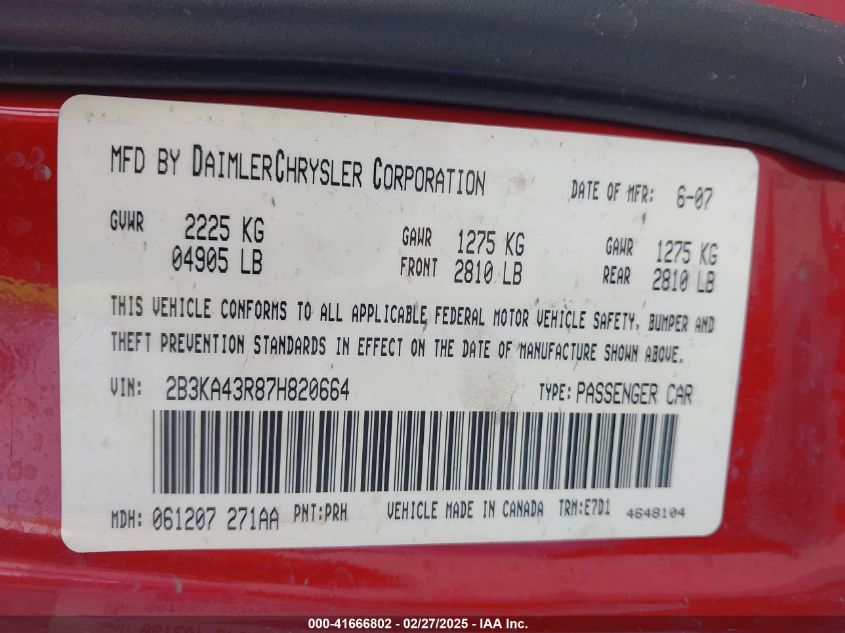 MFD BY DAIMLERCHRYSLER CORPORATION DATE OF MFR: 6-07
GVWR 2225 KG GAWR 1275 KG GAWR 1275 KG
04905 LB FRONT 2810 LB REAR 2810 LB
THIS VEHICLE CONFORMS TO ALL APPLICABLE FEDERAL MOTOR VEHICLE SAFETY, BUMPER AND
THEFT PREVENTION STANDARDS IN EFFECT ON THE DATE OF MANUFACTURE SHOWN ABOVE.
VIN: 2B3KA43R87H820664 TYPE: PASSENGER CAR
MDH: 061207 271AA PNT:PRH VEHICLE MADE IN CANADA TRM:E7D1 4648104
000-41666802 - 02/27/2025 - IAA Inc.